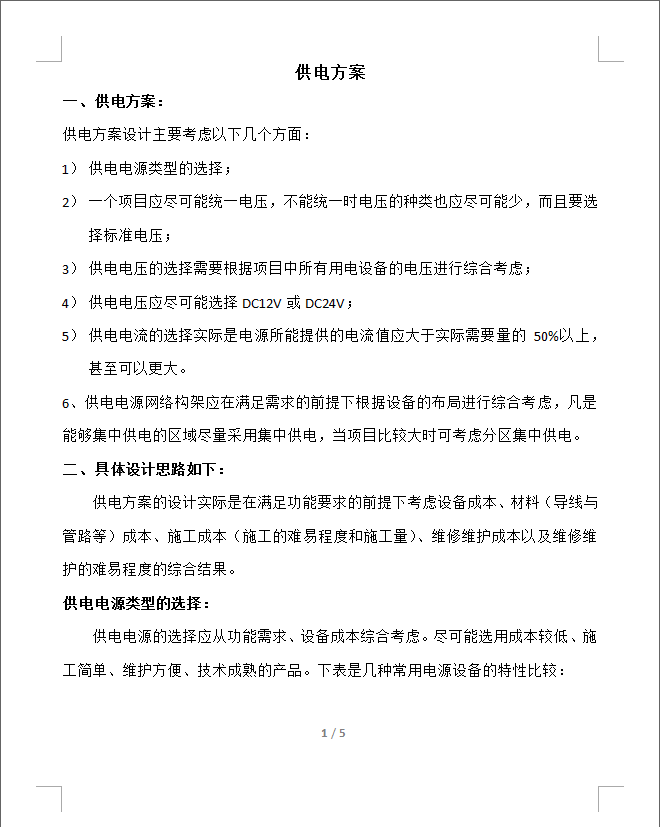 供电方案
一、供电方案：
供电方案设计主要考虑以下几个方面：
1） 供电电源类型的选择；
2） 一个项目应尽可能统一电压，不能统一时电压的种类也应尽可能少，而且要选
择标准电压；
3） 供电电压的选择需要根据项目中所有用电设备的电压进行综合考虑；
4） 供电电压应尽可能选择 DC12V 或 DC24V；
5） 供电电流的选择实际是电源所能提供的电流值应大于实际需要量的 50%以上，
甚至可以更大。
6、供电电源网络构架应在满足需求的前提下根据设备的布局进行综合考虑，凡是
能够集中供电的区域尽量采用集中供电，当项目比较大时可考虑分区集中供电。
二、具体设计思路如下：
供电方案的设计实际是在满足功能要求的前提下考虑设备成本、材料（导线与
管路等）成本、施工成本（施工的难易程度和施工量）、维修维护成本以及维修维
护的难易程度的综合结果。
供电电源类型的选择：
供电电源的选择应从功能需求、设备成本综合考虑。尽可能选用成本较低、施
工简单、维护方便、技术成熟的产品。下表是几种常用电源设备的特性比较：
1 / 5